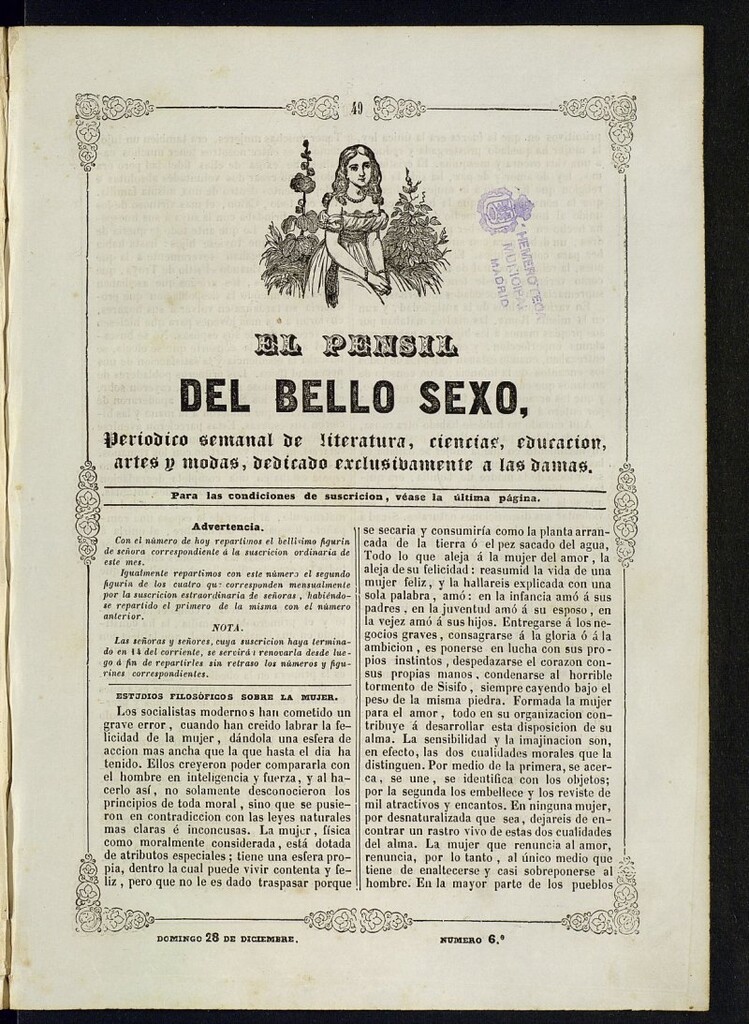 49
HEMEROTECA
MUNICIPAL
MADRID
EL PENSIL
DEL BELLO SEXO,
Periodico semanal de literatura, ciencias, educacion,
artes y modas, dedicado exclusivamente a las damas.
Para las condiciones de suscricion, véase la última página.
Advertencia.
Con el número de hoy repartimos el bellísimo figurin
de señora correspondiente á la suscricion ordinaria de
este mes.
Igualmente repartimos con este número el segundo
figurin de los cuatro que corresponden mensualmente
por la suscricion estraordinaria de señoras, habiéndo-
se repartido el primero de la misma con el número
anterior.
NOTA.
Las señoras y señores, cuya suscricion haya termina-
do en 14 del corriente, se servirán renovarla desde lue-
go á fin de repartirles sin retraso los números y figu-
rines correspondientes.
ESTUDIOS FILOSÓFICOS SOBRE LA MUJER.
Los socialistas modernos han cometido un
grave error, cuando han creido labrar la fe-
licidad de la mujer, dándola una esfera de
accion mas ancha que la que hasta el dia ha
tenido. Ellos creyeron poder compararla con
el hombre en inteligencia y fuerza, y al ha-
cerlo así, no solamente desconocieron los
principios de toda moral, sino que se pusie-
ron en contradiccion con las leyes naturales
mas claras é inconcusas. La mujer, física
como moralmente considerada, está dotada
de atributos especiales; tiene una esfera pro-
pia, dentro la cual puede vivir contenta y fe-
liz, pero que no le es dado traspasar porque
se secaria y consumiría como la planta arran-
cada de la tierra ó el pez sacado del agua,
Todo lo que aleja á la mujer del amor, la
aleja de su felicidad: reasumid la vida de una
mujer feliz, y la hallareis explicada con una
sola palabra, amó: en la infancia amó á sus
padres, en la juventud amó á su esposo, en
la vejez amó á sus hijos. Entregarse á los ne-
gocios graves, consagrarse á la gloria ó á la
ambicion, es ponerse en lucha con sus pro-
pios instintos, despedazarse el corazon con
sus propias manos, condenarse al horrible
tormento de Sísifo, siempre cayendo bajo el
peso de la misma piedra. Formada la mujer
para el amor, todo en su organizacion con-
tribuye á desarrollar esta disposicion de su
alma. La sensibilidad y la imajinacion son,
en efecto, las dos cualidades morales que la
distinguen. Por medio de la primera, se acer-
ca, se une, se identifica con los objetos;
por la segunda los embellece y los reviste de
mil atractivos y encantos. En ninguna mujer,
por desnaturalizada que sea, dejareis de en-
contrar un rastro vivo de estas dos cualidades
del alma. La mujer que renuncia al amor,
renuncia, por lo tanto, al único medio que
tiene de enaltecerse y casi sobreponerse al
hombre. En la mayor parte de los pueblos
DOMINGO 28 DE DICIEMBRE.
NUMERO 6.º